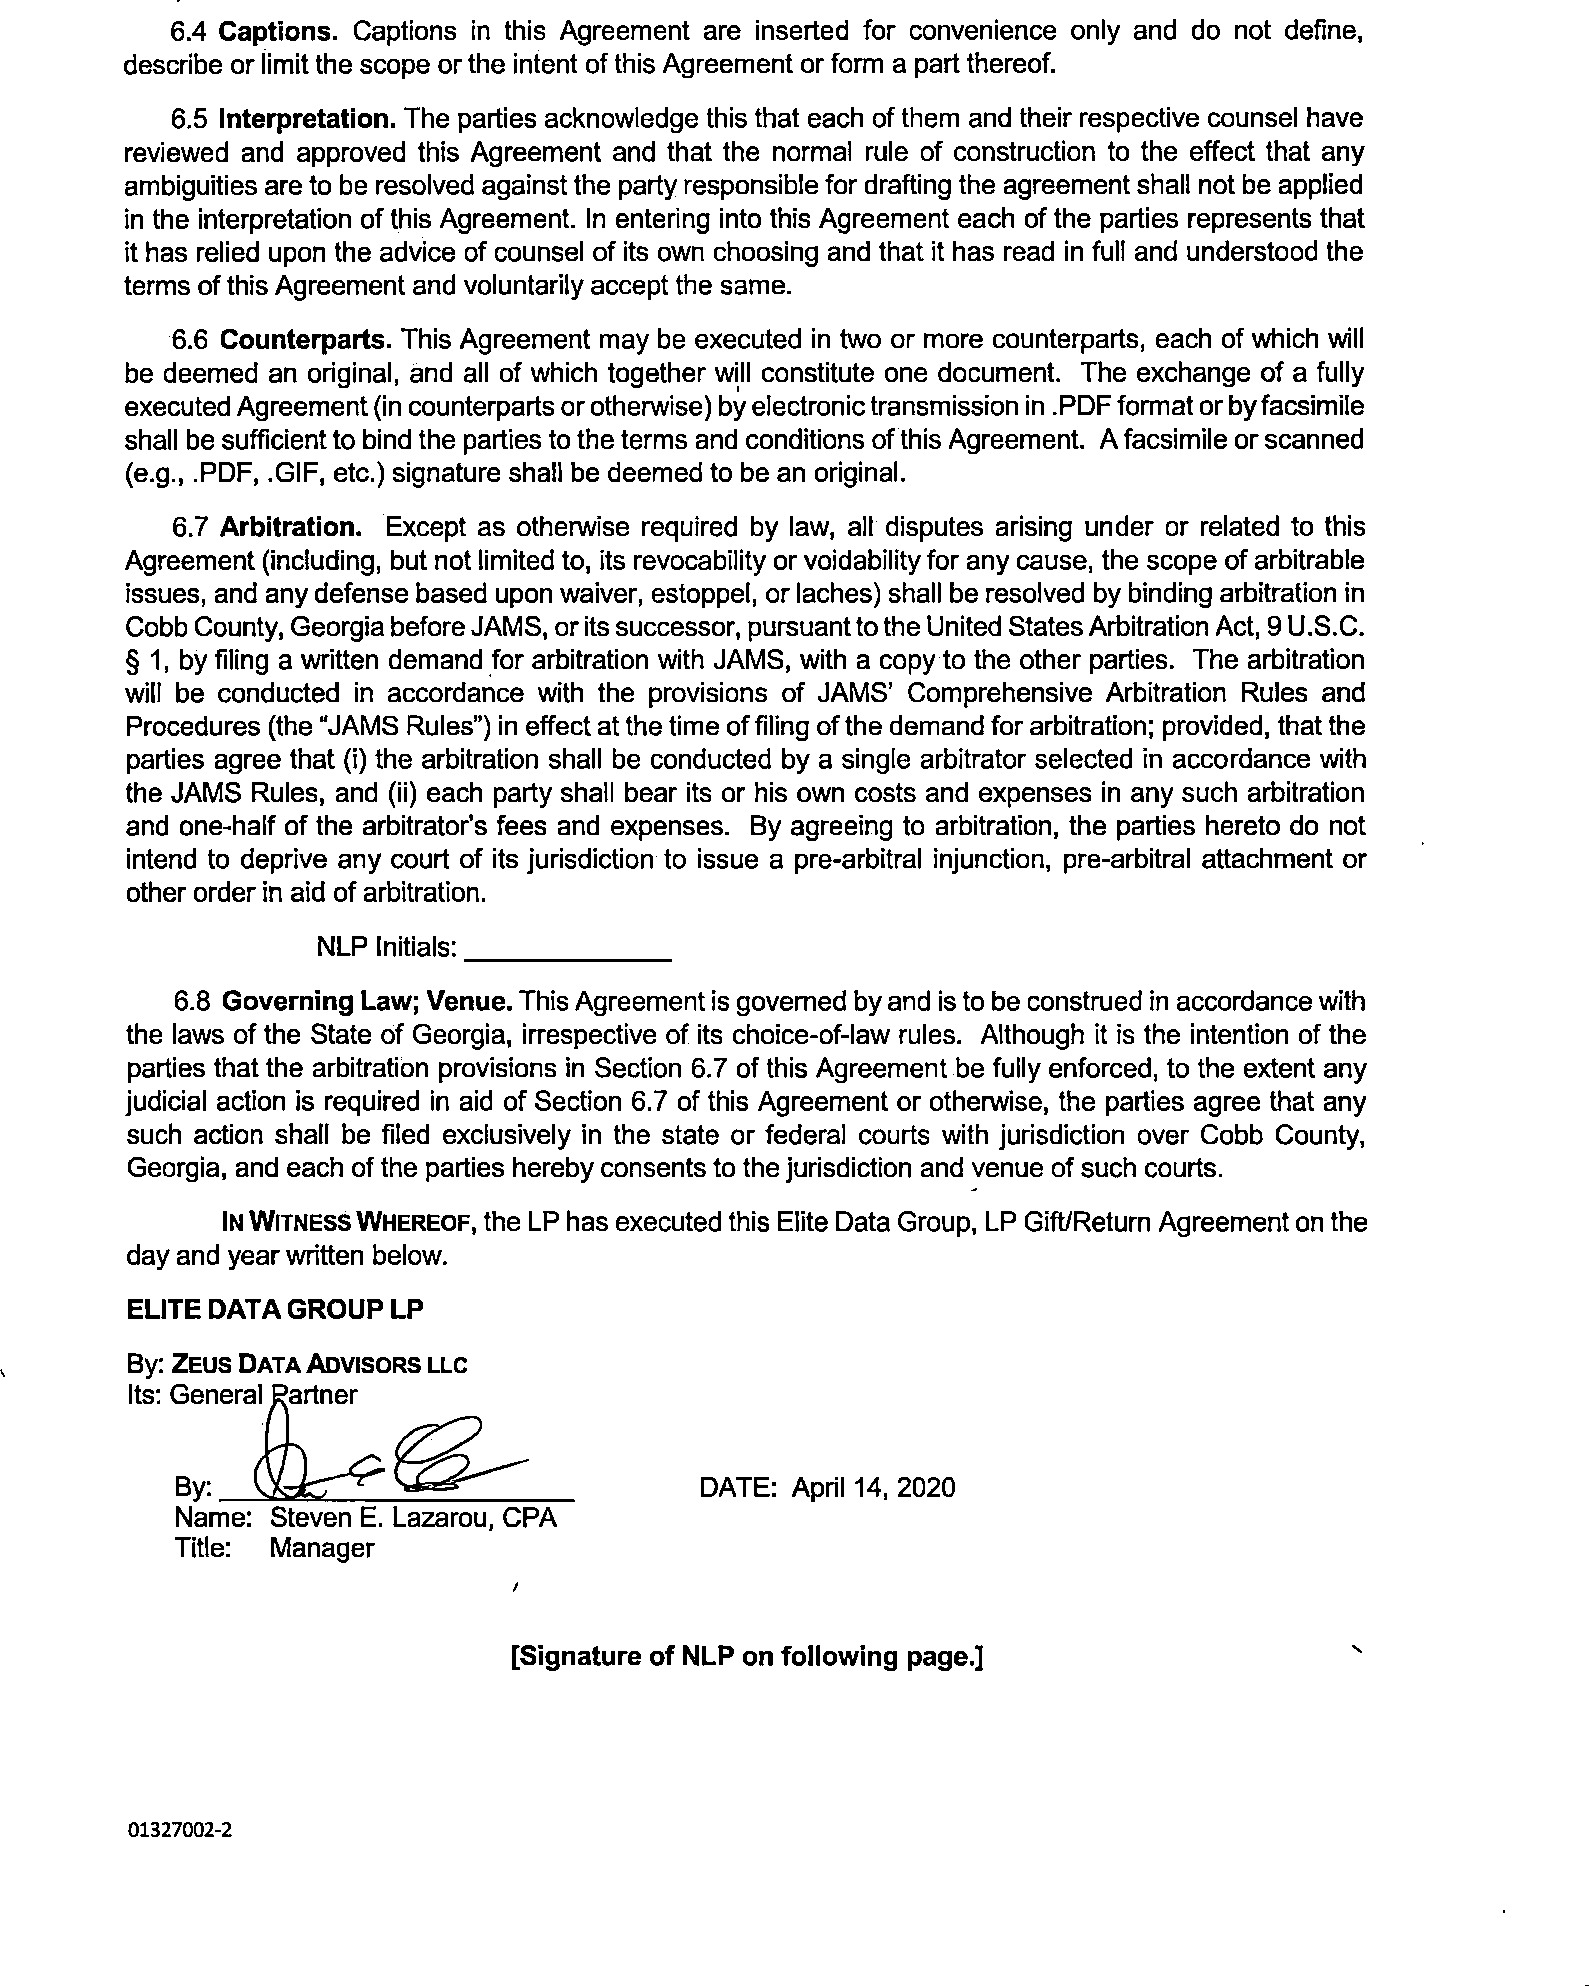 6.4 Captions. Captions in this Agreement are inserted for convenience only and do not define,
describe or limit the scope or the intent of this Agreement or form a part thereof.
6.5 Interpretation. The parties acknowledge this that each of them and their respective counsel have
reviewed and approved this Agreement and that the normal rule of construction to the effect that any
ambiguities are to be resolved against the party responsible for drafting the agreement shall not be applied
in the interpretation of this Agreement. In entering into this Agreement each of the parties represents that
it has relied upon the advice of counsel of its own choosing and that it has read in full and understood the
terms of this Agreement and voluntarily accept the same.
6.6 Counterparts. This Agreement may be executed in two or more counterparts, each of which will
be deemed an original, and all of which together will constitute one document. The exchange of a fully
executed Agreement (in counterparts or otherwise) by electronic transmission in .PDF format or by facsimile
shall be sufficient to bind the parties to the terms and conditions of this Agreement. A facsimile or scanned
(e.g., .PDF, .GIF, etc.) signature shall be deemed to be an original.
6.7 Arbitration. Except as otherwise required by law, all disputes arising under or related to this
Agreement (including, but not limited to, its revocability or voidability for any cause, the scope of arbitrable
issues, and any defense based upon waiver, estoppel, or laches) shall be resolved by binding arbitration in
Cobb County, Georgia before JAMS, or its successor, pursuant to the United States Arbitration Act, 9 U.S.C.
§ 1, by filing a written demand for arbitration with JAMS, with a copy to the other parties. The arbitration
will be conducted in accordance with the provisions of JAMS' Comprehensive Arbitration Rules and
Procedures (the "JAMS Rules") in effect at the time of filing of the demand for arbitration; provided, that the
parties agree that (i) the arbitration shall be conducted by a single arbitrator selected in accordance with
the JAMS Rules, and (ii) each party shall bear its or his own costs and expenses in any such arbitration
and one-half of the arbitrator's fees and expenses. By agreeing to arbitration, the parties hereto do not
intend to deprive any court of its jurisdiction to issue a pre-arbitral injunction, pre-arbitral attachment or
other order in aid of arbitration.
NLP Initials:
6.8 Governing Law; Venue. This Agreement is governed by and is to be construed in accordance with
the laws of the State of Georgia, irrespective of its choice-of-law rules. Although it is the intention of the
parties that the arbitration provisions in Section 6.7 of this Agreement be fully enforced, to the extent any
judicial action is required in aid of Section 6.7 of this Agreement or otherwise, the parties agree that any
such action shall be filed exclusively in the state or federal courts with jurisdiction over Cobb County,
Georgia, and each of the parties hereby consents to the jurisdiction and venue of such courts.
IN WITNESS WHEREOF, the LP has executed this Elite Data Group, LP Gift/Return Agreement on the
day and year written below.
ELITE DATA GROUP LP
By: ZEUS DATA ADVISORS LLC
Its: General Partner
By: DATE: April 14, 2020
Name: Steven E. Lazarou, CPA
Title: Manager
[Signature of NLP on following page.]
01327002-2